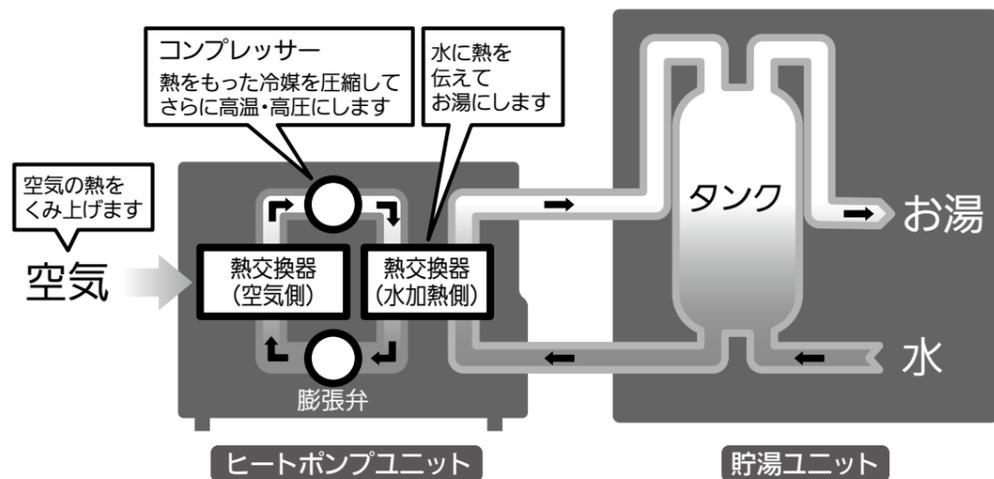 コンプレッサー
熱をもった冷媒を圧縮して
さらに高温・高圧にします
水に熱を
伝えて
お湯にします
空気の熱を
くみ上げます
空気
熱交換器
(空気側)
熱交換器
(水加熱側)
膨張弁
タンク
お湯
水
ヒートポンプユニット
貯湯ユニット